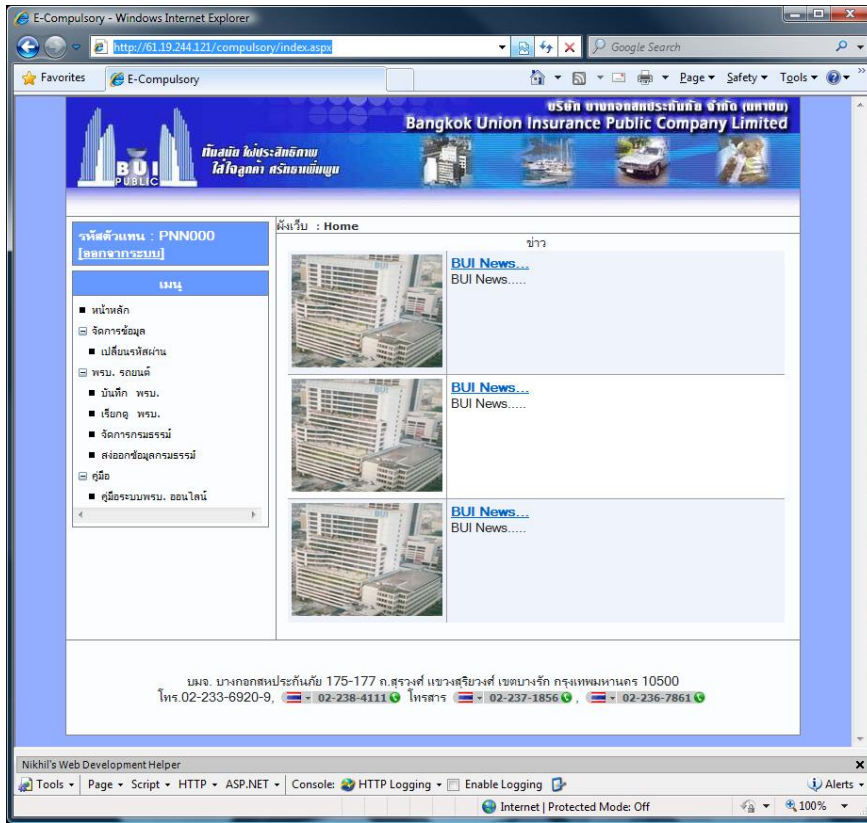 E-Compulsory - Windows Internet Explorer
http://61.19.244.121/compulsory/index.aspx
Google Search
Favorites
E-Compulsory
Page
Safety
Tools
บริษัท บางกอกสหประกันภัย จำกัด (มหาชน)
Bangkok Union Insurance Public Company Limited
BUI
PUBLIC
ทันสมัย ใฝ่ประสิทธิภาพ
ใส่ใจลูกค้า ศรัทธาเพิ่มพูน
รหัสตัวแทน : PNN000
[ออกจากระบบ]
เมนู
หน้าหลัก
จัดการข้อมูล
เปลี่ยนรหัสผ่าน
พรบ. รถยนต์
บันทึก พรบ.
เรียกดู พรบ.
จัดการกรมธรรม์
ส่งออกข้อมูลกรมธรรม์
คู่มือ
คู่มือระบบพรบ. ออนไลน์
ผังเว็บ : Home
ข่าว
BUI News...
BUI News.....
BUI News...
BUI News.....
BUI News...
BUI News.....
บมจ. บางกอกสหประกันภัย 175-177 ถ.สุรวงศ์ แขวงสุริยวงศ์ เขตบางรัก กรุงเทพมหานคร 10500
โทร.02-233-6920-9, 02-238-4111 โทรสาร 02-237-1856 , 02-236-7861
Nikhil's Web Development Helper
Tools Page Script HTTP ASP.NET Console: HTTP Logging Enable Logging Alerts
Internet | Protected Mode: Off 100%